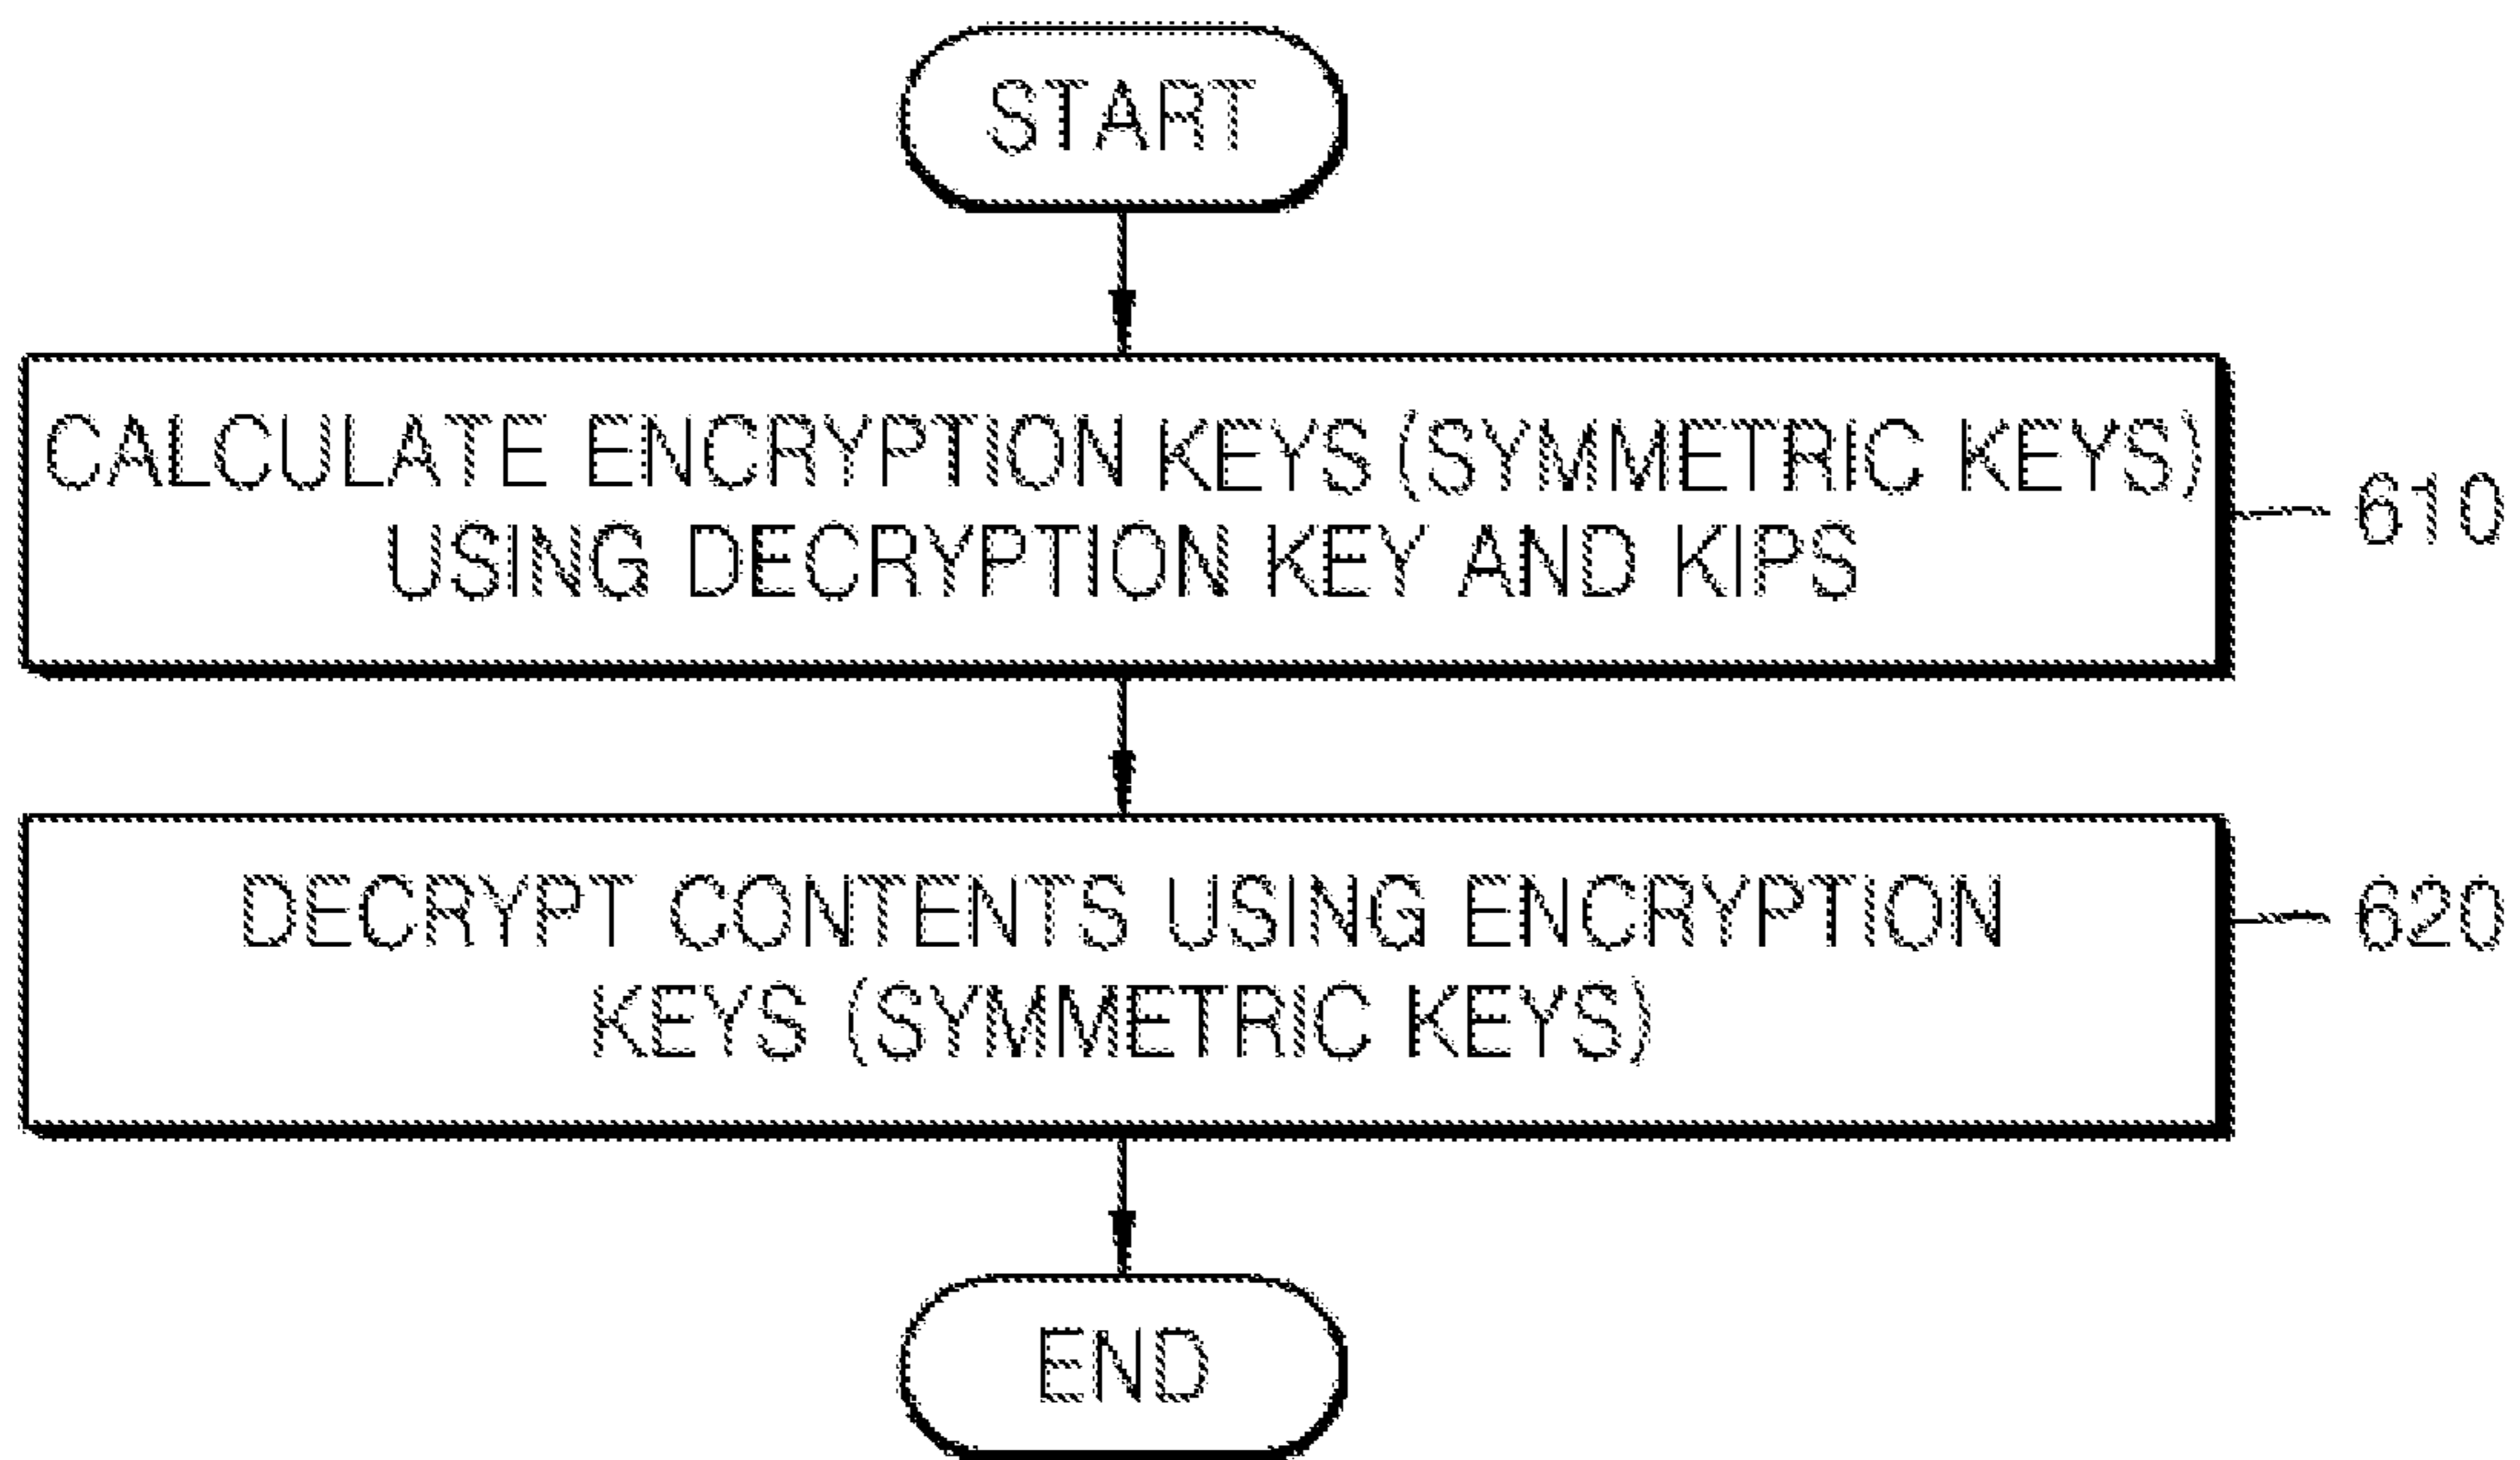 START
CALCULATE ENCRYPTION KEYS (SYMMETRIC KEYS)
USING DECRYPTION KEY AND KIPS
610
DECRYPT CONTENTS USING ENCRYPTION
KEYS (SYMMETRIC KEYS)
620
END